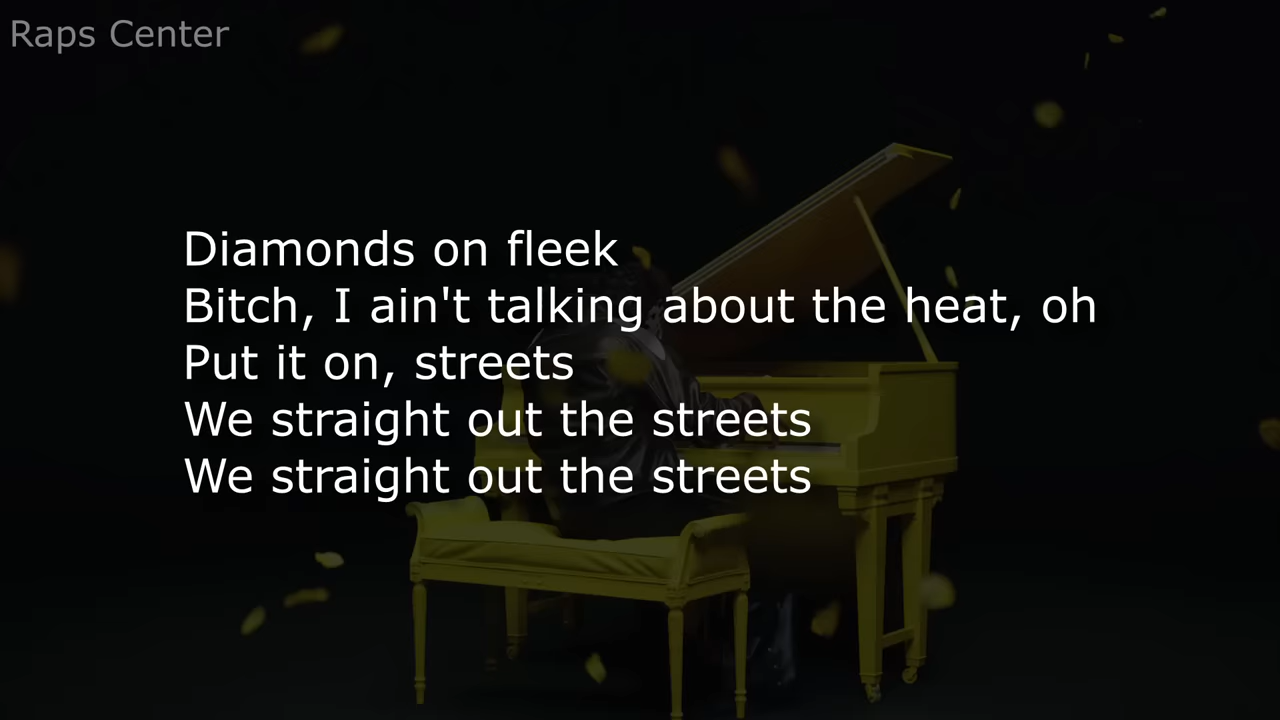 Raps Center
Diamonds on fleek
Bitch, I ain't talking about the heat, oh
Put it on, streets
We straight out the streets
We straight out the streets